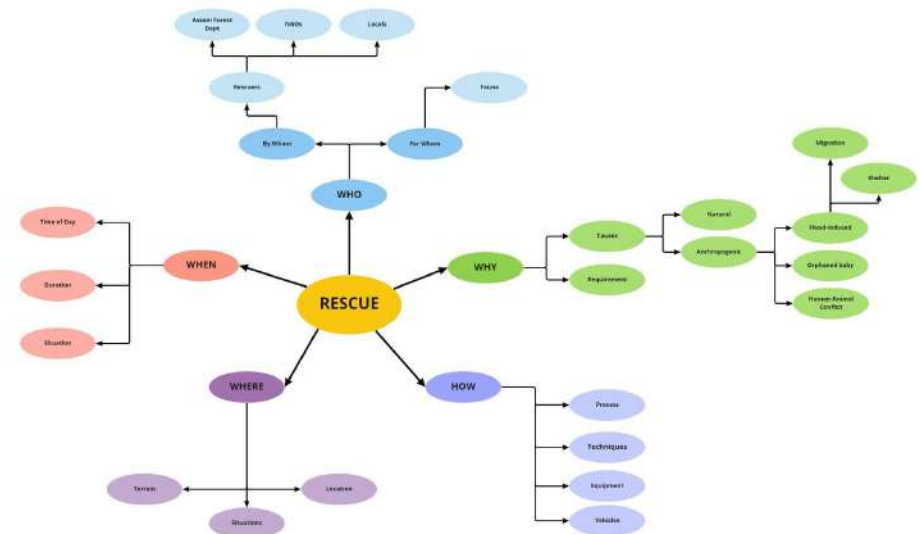 Assam Forest
Dept.
NGOs
Locals
Rescuers
Fauna
By Whom
For Whom
WHO
Migration
Shelter
Time of Day
Natural
Flood-Induced
Causes
Anthropogenic
WHEN
WHY
Orphaned baby
Duration
Requirement
RESCUE
Human-Animal
Conflict
Situation
WHERE
HOW
Process
Techniques
Terrain
Location
Equipment
Situations
Vehicles